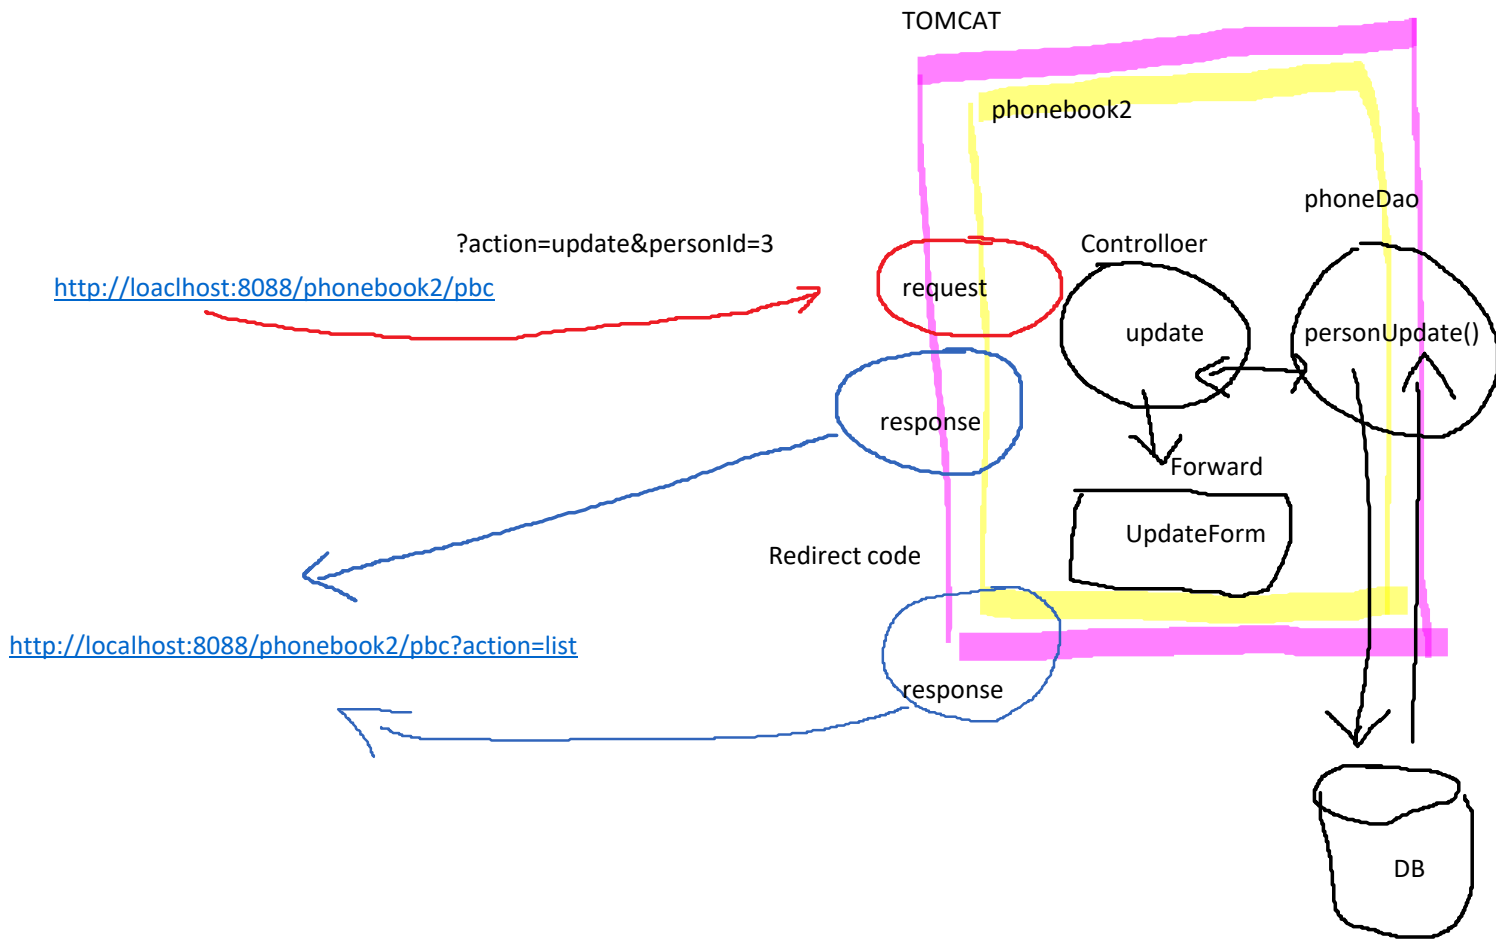 TOMCAT
phonebook2
phoneDao
?action=update&personId=3
Controlloer
http://loaclhost:8088/phonebook2/pbc
request
update
personUpdate()
response
Forward
UpdateForm
Redirect code
http://localhost:8088/phonebook2/pbc?action=list
response
DB